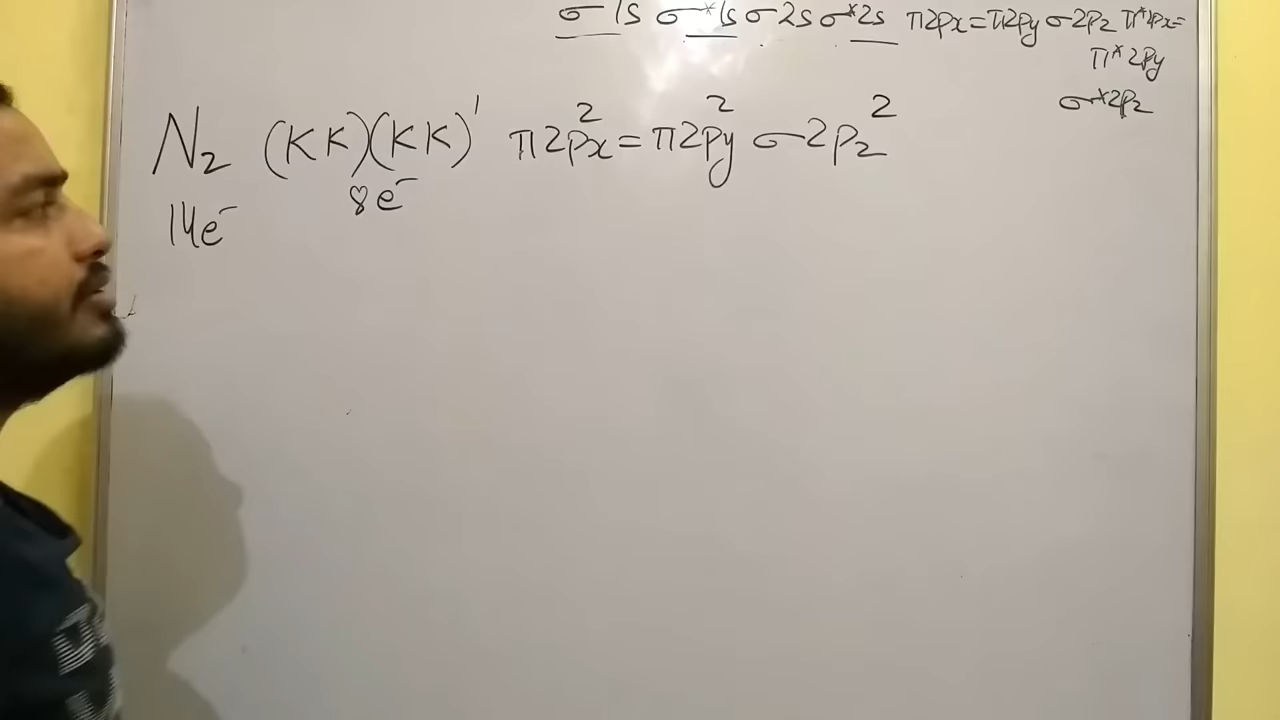 σ1s σ*1s σ2s σ*2s π2px=π2py σ2pz π*2px=
π*2py
σ*2pz
N₂ (KK)(KK)' π2px²=π2py² σ2pz²
14e⁻ 8e⁻